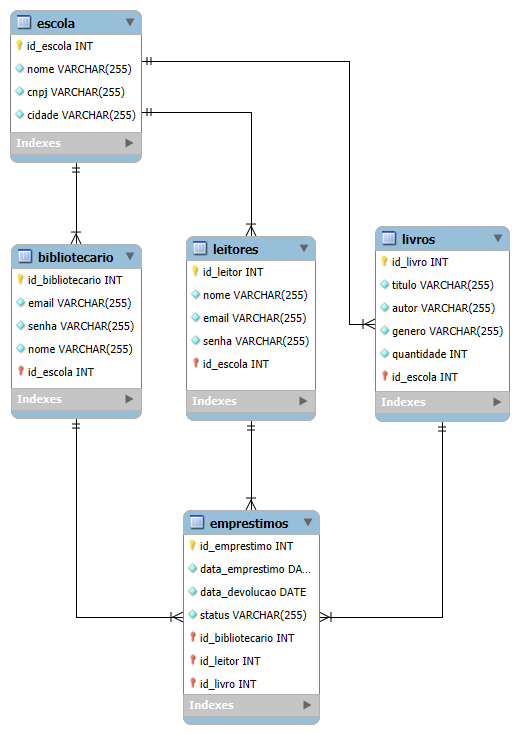 escola
id_escola INT
nome VARCHAR(255)
cnpj VARCHAR(255)
cidade VARCHAR(255)
Indexes
bibliotecario
id_bibliotecario INT
email VARCHAR(255)
senha VARCHAR(255)
nome VARCHAR(255)
id_escola INT
Indexes
leitores
id_leitor INT
nome VARCHAR(255)
email VARCHAR(255)
senha VARCHAR(255)
id_escola INT
Indexes
livros
id_livro INT
titulo VARCHAR(255)
autor VARCHAR(255)
genero VARCHAR(255)
quantidade INT
id_escola INT
Indexes
emprestimos
id_emprestimo INT
data_emprestimo DA...
data_devolucao DATE
status VARCHAR(255)
id_bibliotecario INT
id_leitor INT
id_livro INT
Indexes